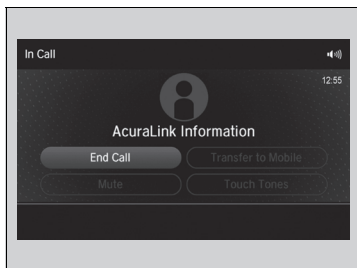 In Call
12:55
AcuraLink Information
End Call
Transfer to Mobile
Mute
Touch Tones